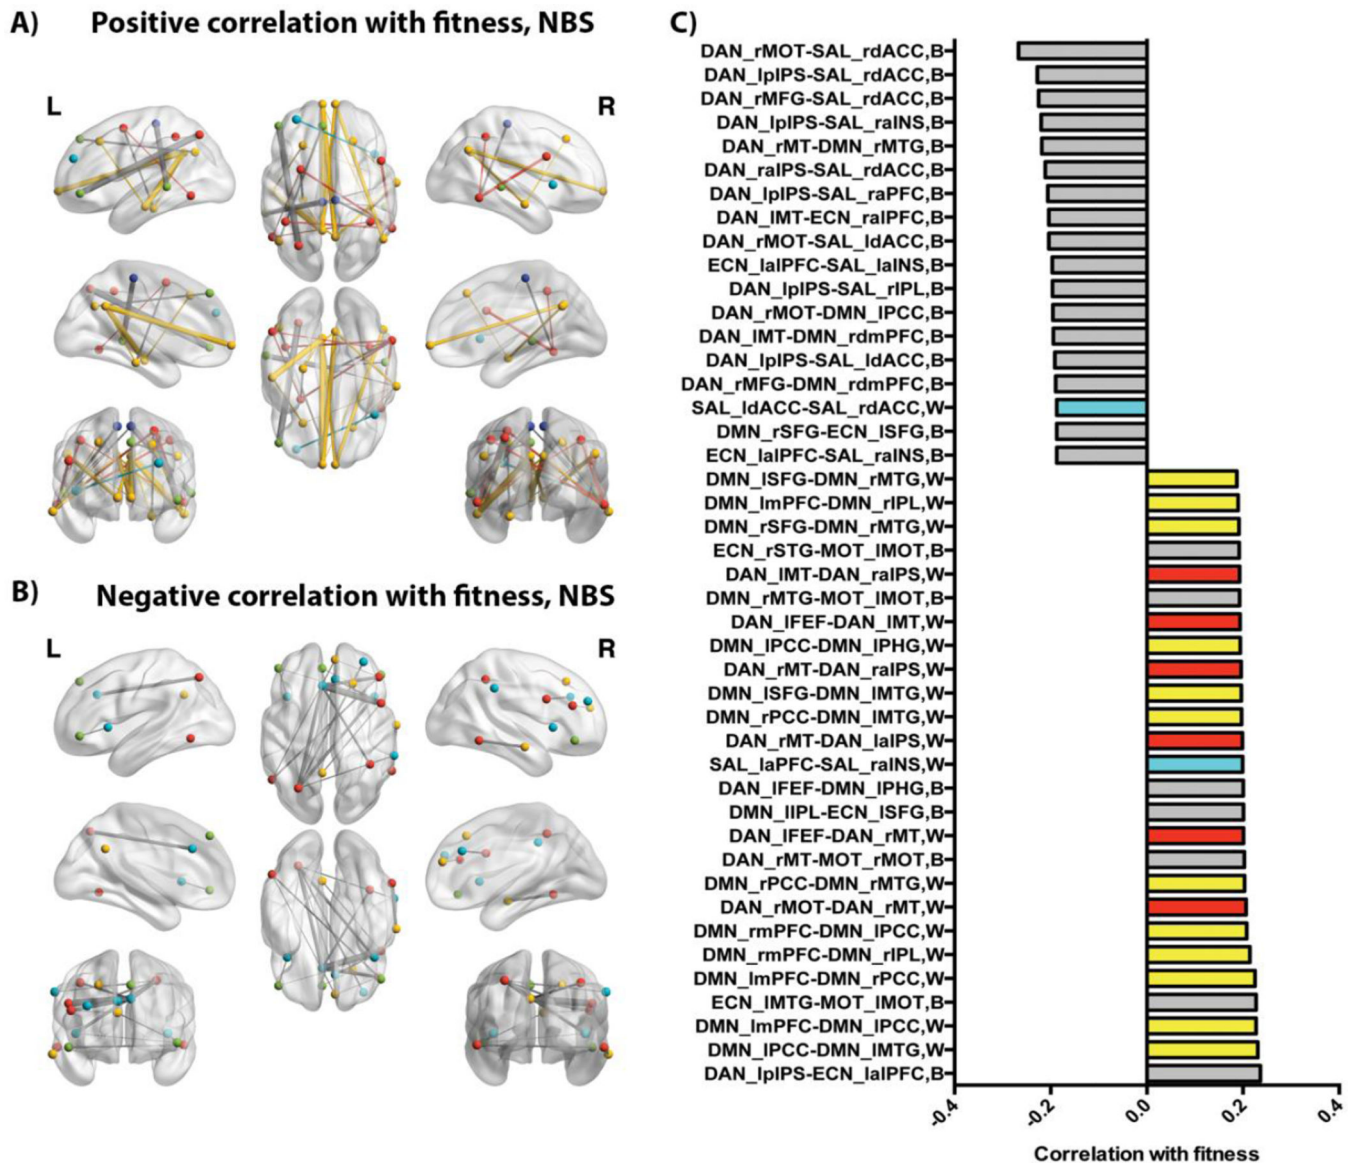 A)
Positive correlation with fitness, NBS
L
R
B)
Negative correlation with fitness, NBS
L
R
C)
DAN_rMOT-SAL_rdACC,B
DAN_lpIPS-SAL_rdACC,B
DAN_rMFG-SAL_rdACC,B
DAN_lpIPS-SAL_raINS,B
DAN_rMT-DMN_rMTG,B
DAN_raIPS-SAL_rdACC,B
DAN_lpIPS-SAL_raPFC,B
DAN_lMT-ECN_ralPFC,B
DAN_rMOT-SAL_ldACC,B
ECN_lalPFC-SAL_laINS,B
DAN_lpIPS-SAL_rIPL,B
DAN_rMOT-DMN_lPCC,B
DAN_lMT-DMN_rdmPFC,B
DAN_lpIPS-SAL_ldACC,B
DAN_rMFG-DMN_rdmPFC,B
SAL_ldACC-SAL_rdACC,W
DMN_rSFG-ECN_lSFG,B
ECN_lalPFC-SAL_raINS,B
DMN_lSFG-DMN_rMTG,W
DMN_lmPFC-DMN_rIPL,W
DMN_rSFG-DMN_rMTG,W
ECN_rSTG-MOT_lMOT,B
DAN_lMT-DAN_raIPS,W
DMN_rMTG-MOT_lMOT,B
DAN_lFEF-DAN_lMT,W
DMN_lPCC-DMN_lPHG,W
DAN_rMT-DAN_raIPS,W
DMN_lSFG-DMN_lMTG,W
DMN_rPCC-DMN_lMTG,W
DAN_rMT-DAN_laIPS,W
SAL_laPFC-SAL_raINS,W
DAN_lFEF-DMN_lPHG,B
DMN_lIPL-ECN_lSFG,B
DAN_lFEF-DAN_rMT,W
DAN_rMT-MOT_rMOT,B
DMN_rPCC-DMN_rMTG,W
DAN_rMOT-DAN_rMT,W
DMN_rmPFC-DMN_lPCC,W
DMN_rmPFC-DMN_rIPL,W
DMN_lmPFC-DMN_rPCC,W
ECN_lMTG-MOT_lMOT,B
DMN_lmPFC-DMN_lPCC,W
DMN_lPCC-DMN_lMTG,W
DAN_lpIPS-ECN_lalPFC,B
-0.4 -0.2 0.0 0.2 0.4
Correlation with fitness